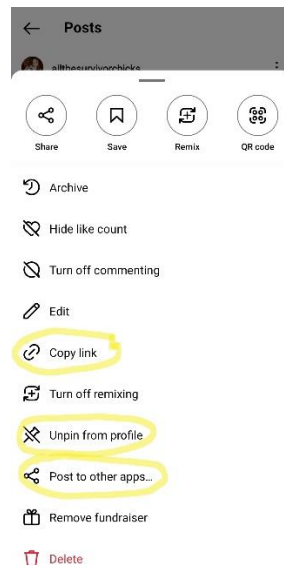 Posts
allthesurvivorchicks
Share Save Remix QR code
Archive
Hide like count
Turn off commenting
Edit
Copy link
Turn off remixing
Unpin from profile
Post to other apps...
Remove fundraiser
Delete